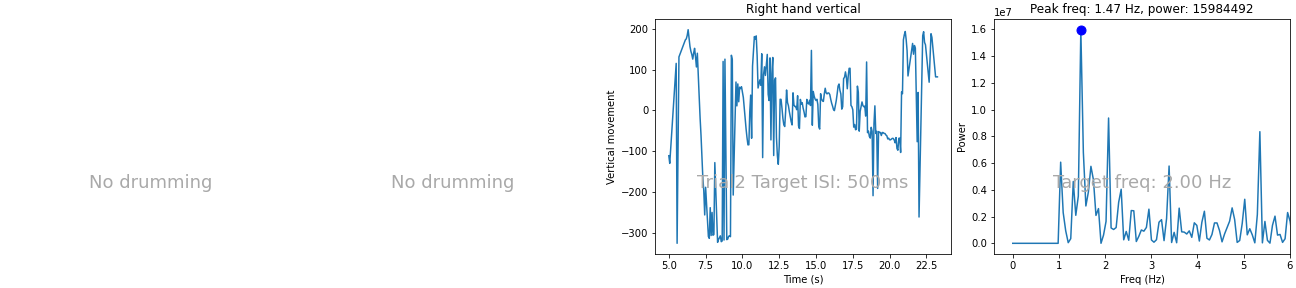 No drumming
No drumming
Right hand vertical
200
100
0
−100
−200
−300
Vertical movement
Trial 2 Target ISI: 500ms
5.0 7.5 10.0 12.5 15.0 17.5 20.0 22.5
Time (s)
Peak freq: 1.47 Hz, power: 15984492
1e7
1.6
1.4
1.2
1.0
0.8
0.6
0.4
0.2
0.0
Power
Target freq: 2.00 Hz
0 1 2 3 4 5 6
Freq (Hz)